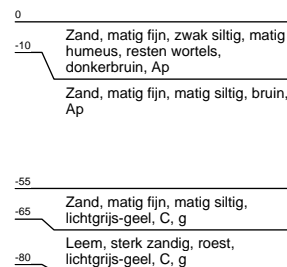 0
Zand, matig fijn, zwak siltig, matig
-10
humeus, resten wortels,
donkerbruin, Ap
Zand, matig fijn, matig siltig, bruin,
Ap
-55
Zand, matig fijn, matig siltig,
-65
lichtgrijs-geel, C, g
Leem, sterk zandig, roest,
-80
lichtgrijs-geel, C, g